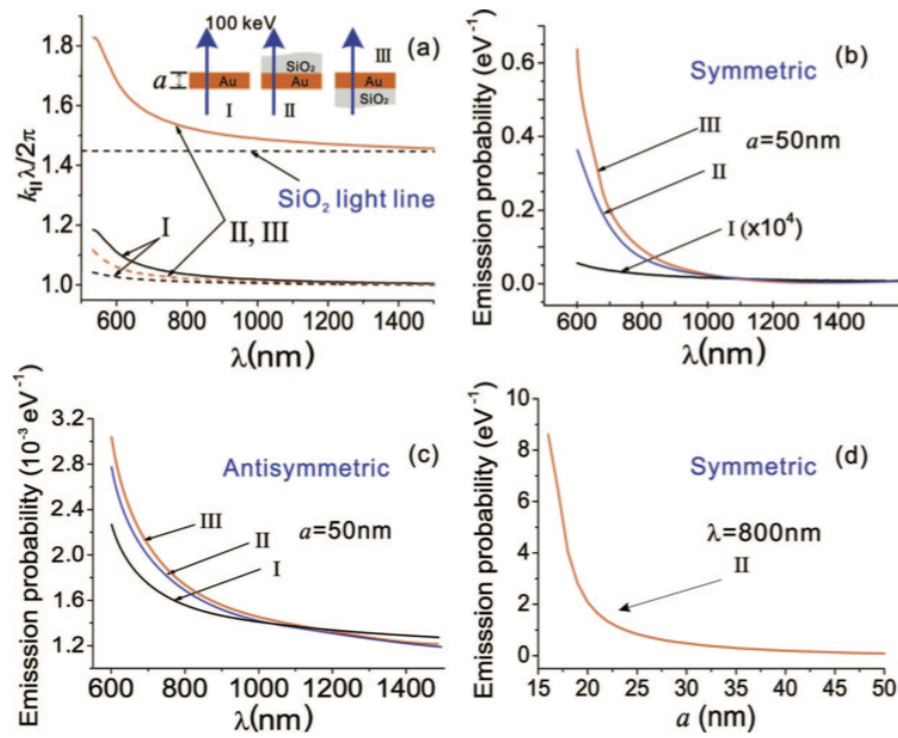 100 keV
(a)
III
SiO₂
a
Au
Au
Au
I
II
SiO₂
1.8
1.6
1.4
1.2
1.0
k||λ/2π
SiO₂ light line
I
II, III
600 800 1000 1200 1400
λ(nm)
(b)
Emisssion probability (eV⁻¹)
0.6
0.4
0.2
0.0
Symmetric
III
a=50nm
II
I (x10⁴)
600 800 1000 1200 1400
λ(nm)
(c)
Emisssion probability (10⁻³ eV⁻¹)
3.2
2.8
2.4
2.0
1.6
1.2
Antisymmetric
III
a=50nm
II
I
600 800 1000 1200 1400
λ(nm)
(d)
Emisssion probability (eV⁻¹)
10
8
6
4
2
0
Symmetric
λ=800nm
II
15 20 25 30 35 40 45 50
a (nm)